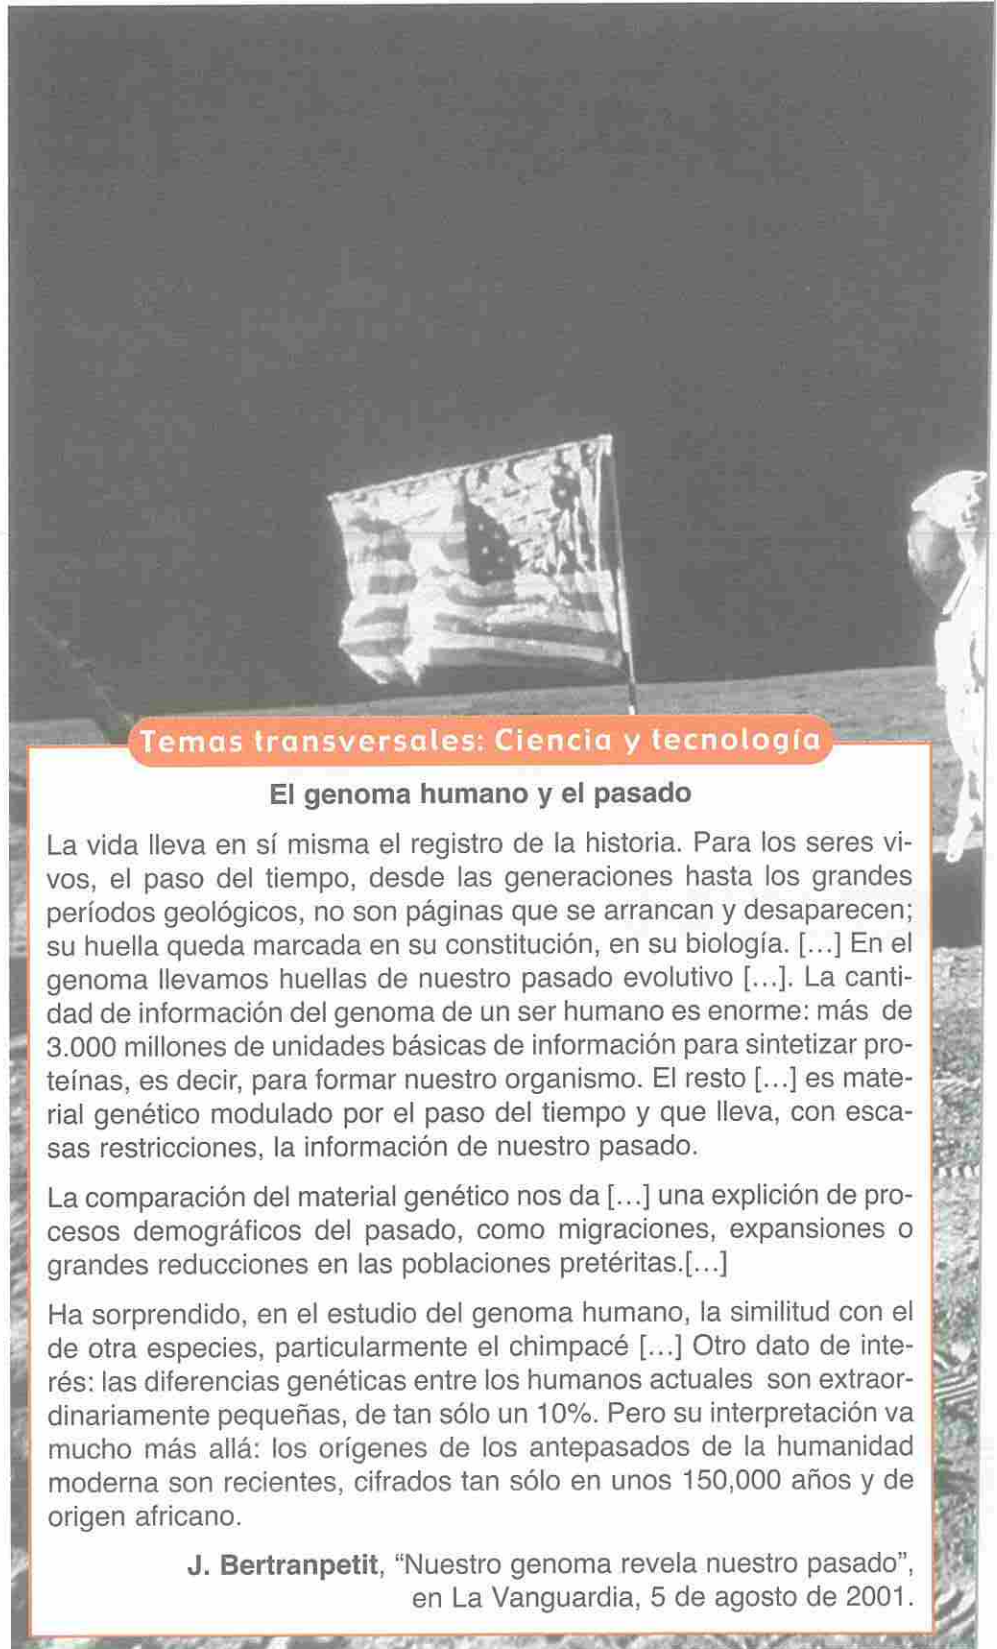 Temas transversales: Ciencia y tecnología
El genoma humano y el pasado
La vida lleva en sí misma el registro de la historia. Para los seres vi-
vos, el paso del tiempo, desde las generaciones hasta los grandes
períodos geológicos, no son páginas que se arrancan y desaparecen;
su huella queda marcada en su constitución, en su biología. [...] En el
genoma llevamos huellas de nuestro pasado evolutivo [...]. La canti-
dad de información del genoma de un ser humano es enorme: más de
3.000 millones de unidades básicas de información para sintetizar pro-
teínas, es decir, para formar nuestro organismo. El resto [...] es mate-
rial genético modulado por el paso del tiempo y que lleva, con esca-
sas restricciones, la información de nuestro pasado.
La comparación del material genético nos da [...] una explición de pro-
cesos demográficos del pasado, como migraciones, expansiones o
grandes reducciones en las poblaciones pretéritas.[...]
Ha sorprendido, en el estudio del genoma humano, la similitud con el
de otra especies, particularmente el chimpacé [...] Otro dato de inte-
rés: las diferencias genéticas entre los humanos actuales son extraor-
dinariamente pequeñas, de tan sólo un 10%. Pero su interpretación va
mucho más allá: los orígenes de los antepasados de la humanidad
moderna son recientes, cifrados tan sólo en unos 150,000 años y de
origen africano.
J. Bertranpetit, “Nuestro genoma revela nuestro pasado”,
en La Vanguardia, 5 de agosto de 2001.